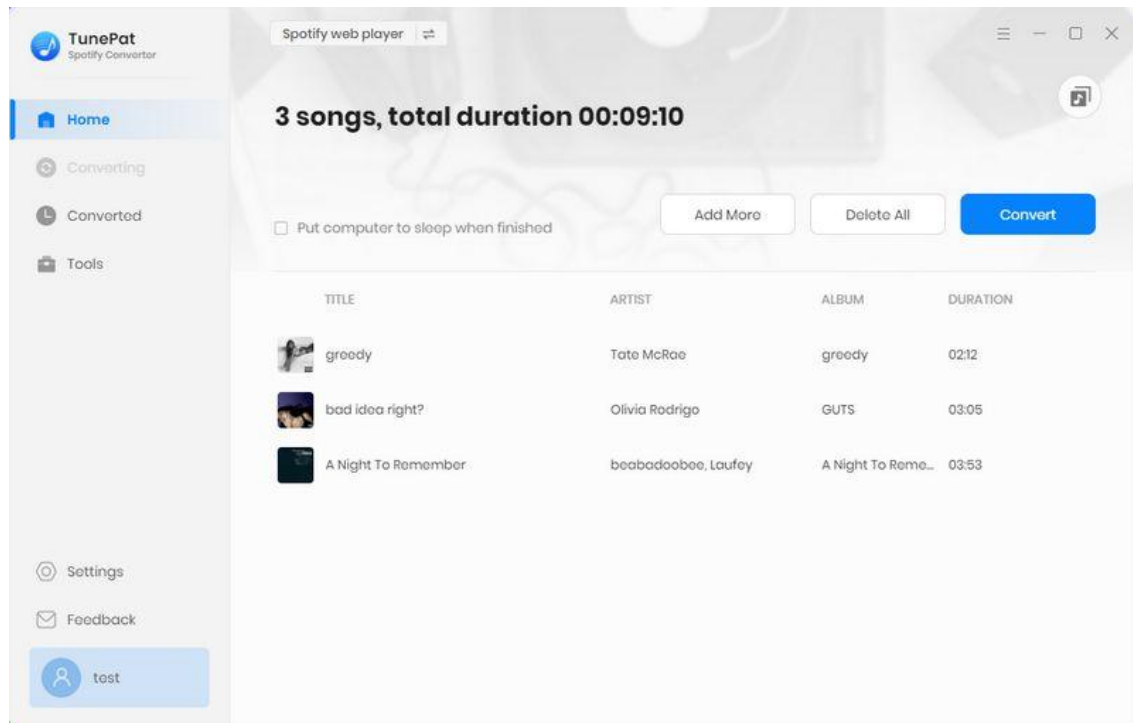 TunePat
Spotify Converter
Spotify web player
Home
3 songs, total duration 00:09:10
Converting
Converted
Put computer to sleep when finished
Add More
Delete All
Convert
Tools
TITLE ARTIST ALBUM DURATION
greedy Tate McRae greedy 02:12
bad idea right? Olivia Rodrigo GUTS 03:05
A Night To Remember beabadoobee, Laufey A Night To Reme... 03:53
Settings
Feedback
test